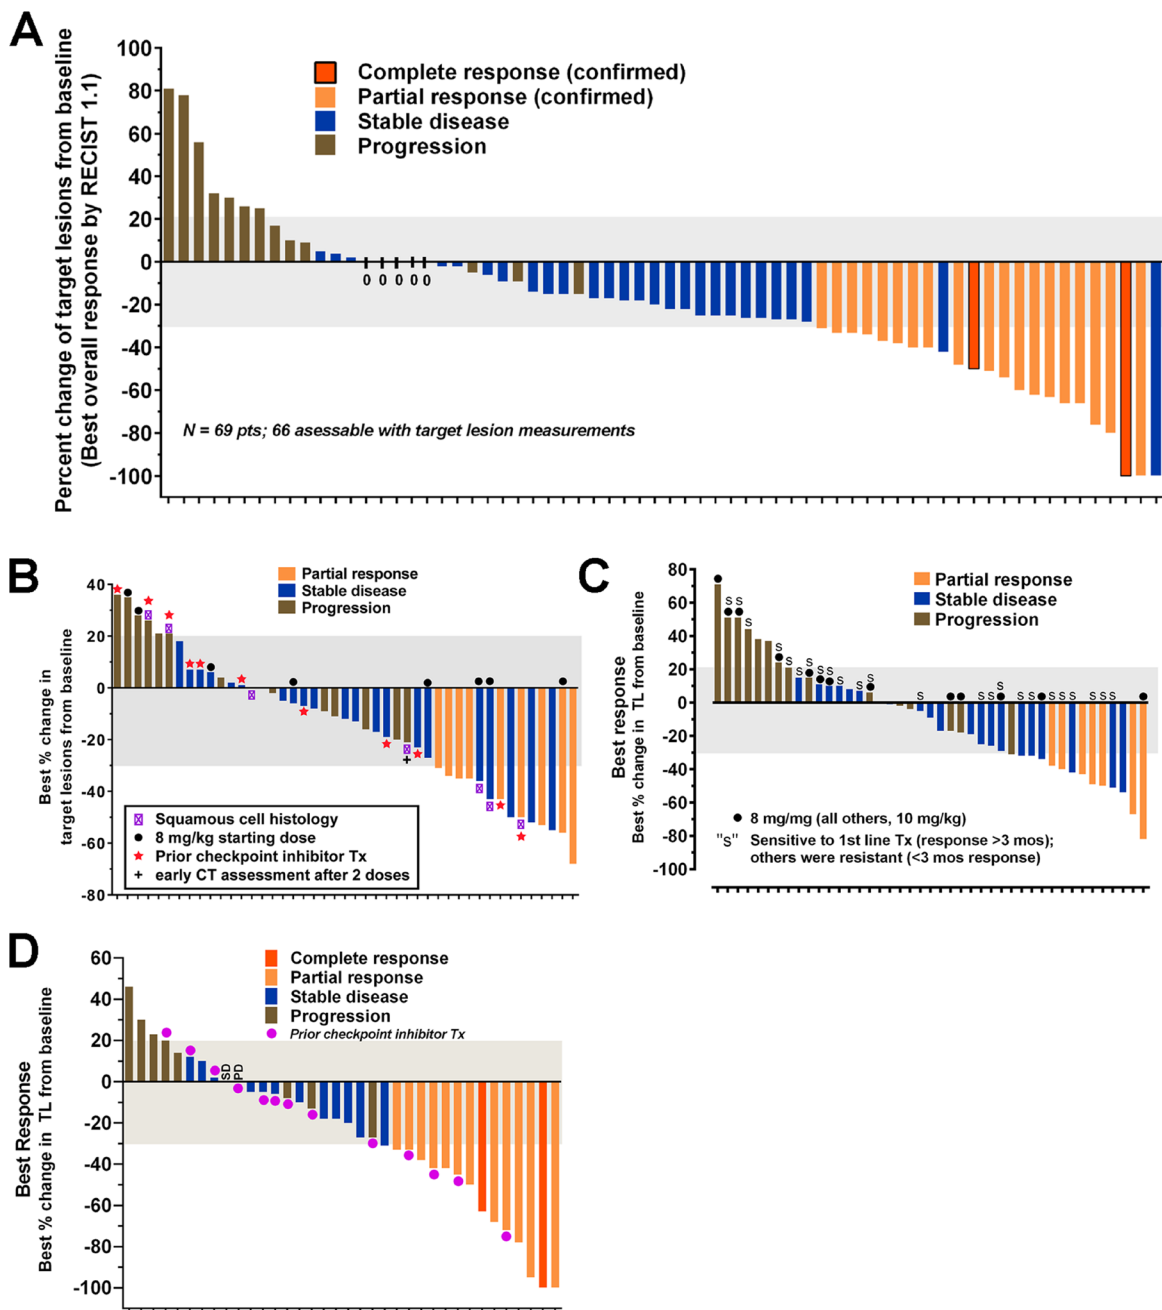 A
Percent change of target lesions from baseline
(Best overall response by RECIST 1.1)
100
80
60
40
20
0
-20
-40
-60
-80
-100
Complete response (confirmed)
Partial response (confirmed)
Stable disease
Progression
0 0 0 0 0
N = 69 pts; 66 asessable with target lesion measurements
B
Best % change in
target lesions from baseline
40
20
0
-20
-40
-60
-80
Partial response
Stable disease
Progression
Squamous cell histology
8 mg/kg starting dose
Prior checkpoint inhibitor Tx
+ early CT assessment after 2 doses
+
C
Best response
Best % change in TL from baseline
80
60
40
20
0
-20
-40
-60
-80
-100
Partial response
Stable disease
Progression
S S
S
S
S
S S
S S S
S S
S
S S S
S S
S S S
S S S
8 mg/mg (all others, 10 mg/kg)
"S" Sensitive to 1st line Tx (response >3 mos);
others were resistant (<3 mos response)
D
Best Response
Best % change in TL from baseline
60
40
20
0
-20
-40
-60
-80
-100
Complete response
Partial response
Stable disease
Progression
Prior checkpoint inhibitor Tx
SD
PD